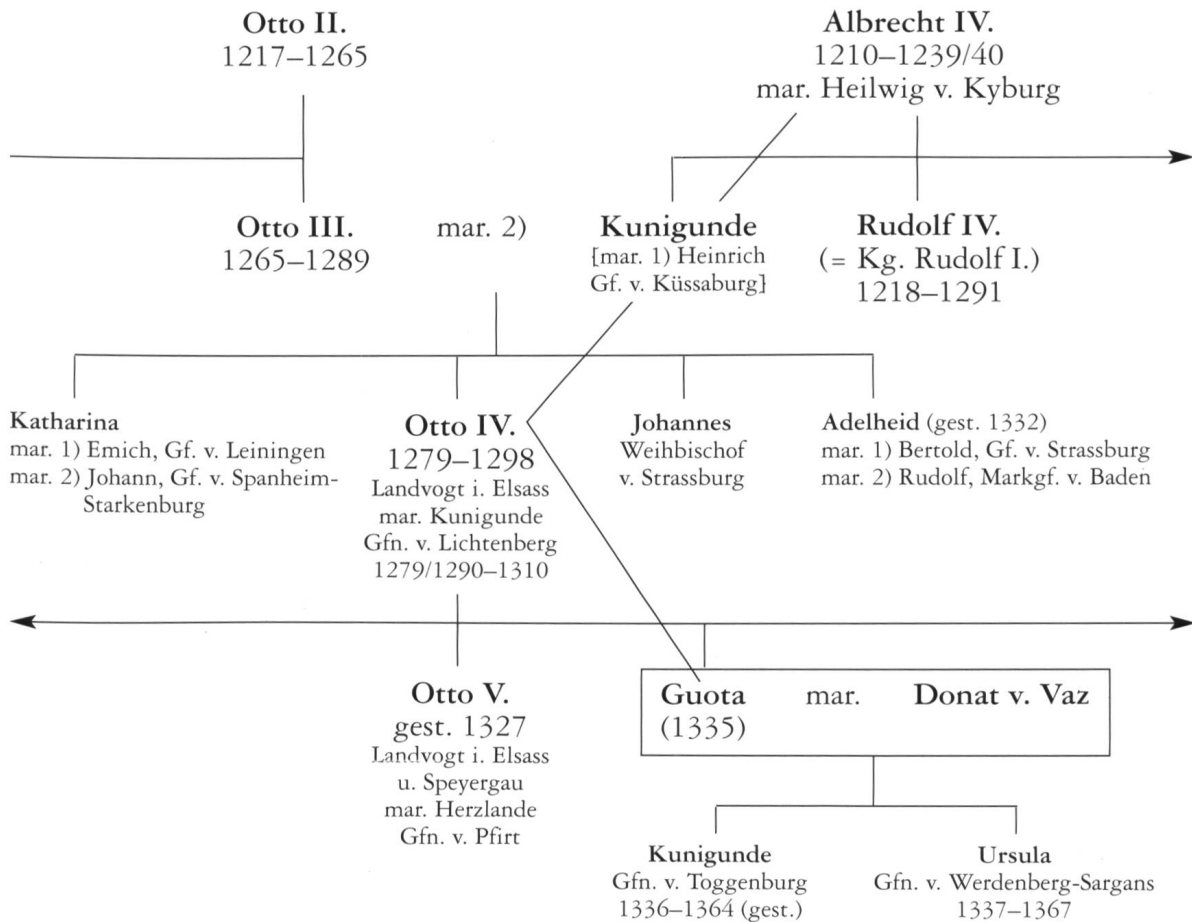 Otto II.
1217–1265
Albrecht IV.
1210–1239/40
mar. Heilwig v. Kyburg
Otto III.
1265–1289
mar. 2)
Kunigunde
[mar. 1) Heinrich
Gf. v. Küssaburg]
Rudolf IV.
(= Kg. Rudolf I.)
1218–1291
Katharina
mar. 1) Emich, Gf. v. Leiningen
mar. 2) Johann, Gf. v. Spanheim-
Starkenburg
Otto IV.
1279–1298
Landvogt i. Elsass
mar. Kunigunde
Gfn. v. Lichtenberg
1279/1290–1310
Johannes
Weihbischof
v. Strassburg
Adelheid (gest. 1332)
mar. 1) Bertold, Gf. v. Strassburg
mar. 2) Rudolf, Markgf. v. Baden
Otto V.
gest. 1327
Landvogt i. Elsass
u. Speyergau
mar. Herzlande
Gfn. v. Pfirt
Guota mar. Donat v. Vaz
(1335)
Kunigunde
Gfn. v. Toggenburg
1336–1364 (gest.)
Ursula
Gfn. v. Werdenberg-Sargans
1337–1367